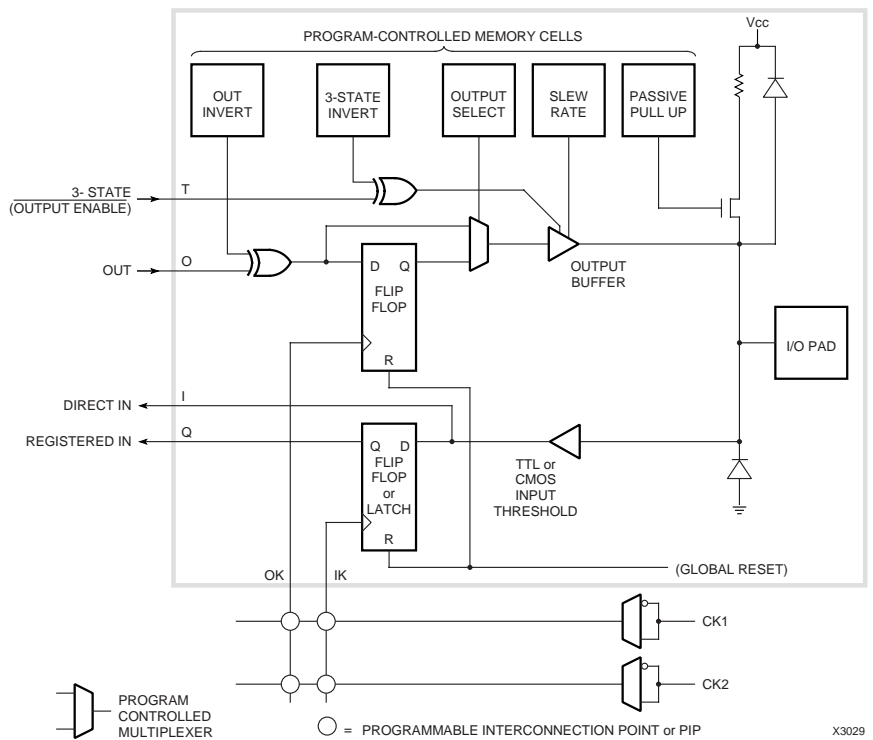 Vcc
PROGRAM-CONTROLLED MEMORY CELLS
OUT
INVERT
3-STATE
INVERT
OUTPUT
SELECT
SLEW
RATE
PASSIVE
PULL UP
3- STATE
(OUTPUT ENABLE)
T
OUT
O
D Q
FLIP
FLOP
R
OUTPUT
BUFFER
I/O PAD
DIRECT IN
I
REGISTERED IN
Q
Q D
FLIP
FLOP
or
LATCH
R
TTL or
CMOS
INPUT
THRESHOLD
OK
IK
(GLOBAL RESET)
CK1
CK2
PROGRAM
CONTROLLED
MULTIPLEXER
= PROGRAMMABLE INTERCONNECTION POINT or PIP
X3029